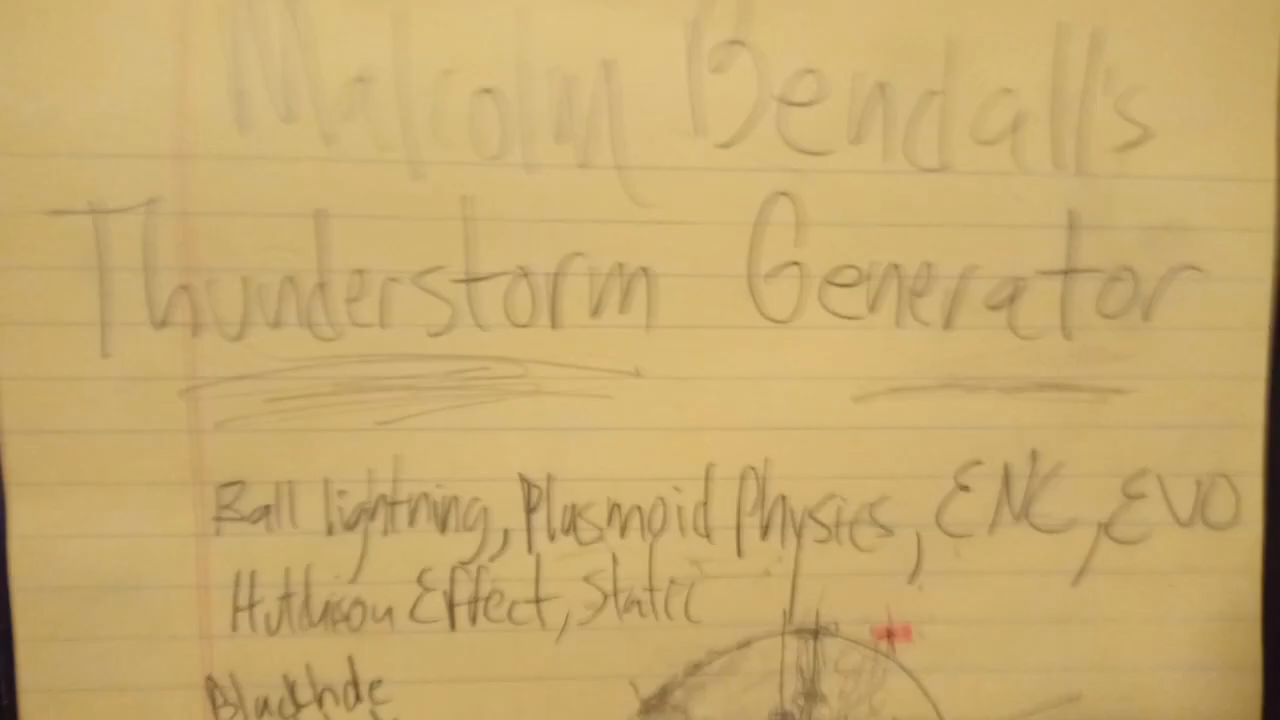 Malcolm Bendall's
Thunderstorm Generator
Ball lightning, Plasmoid Physics, ENC, EVO
Hutchison Effect, Static
Blackhole